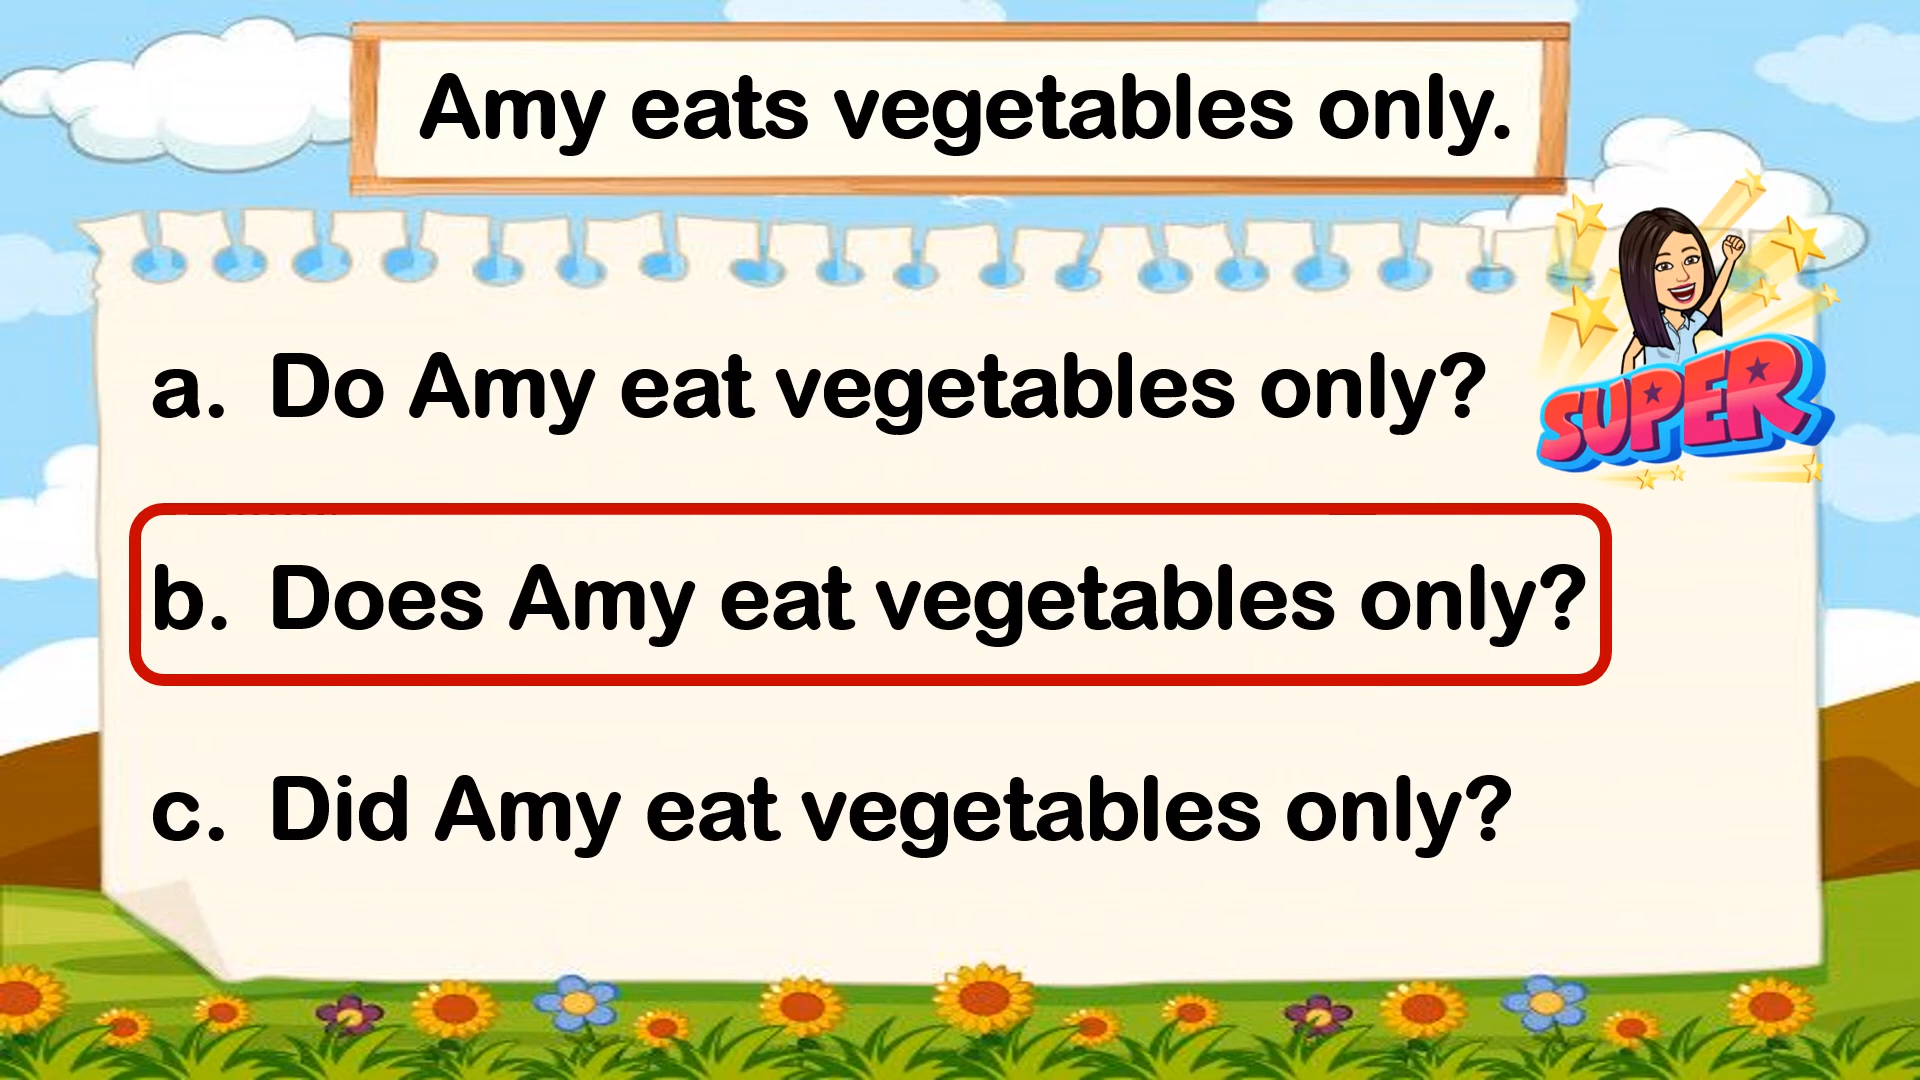 Amy eats vegetables only.
a. Do Amy eat vegetables only?
SUPER
b. Does Amy eat vegetables only?
c. Did Amy eat vegetables only?